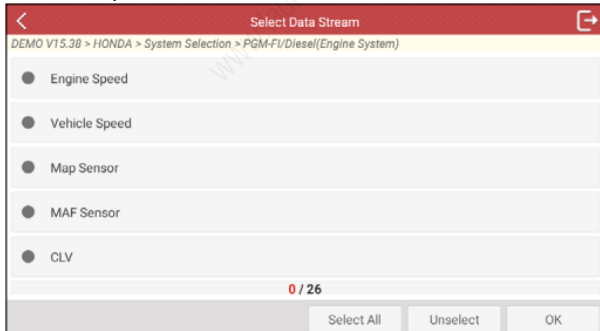 Select Data Stream
DEMO V15.38 > HONDA > System Selection > PGM-FI/Diesel(Engine System)
Engine Speed
Vehicle Speed
Map Sensor
MAF Sensor
CLV
0 / 26
Select All Unselect OK